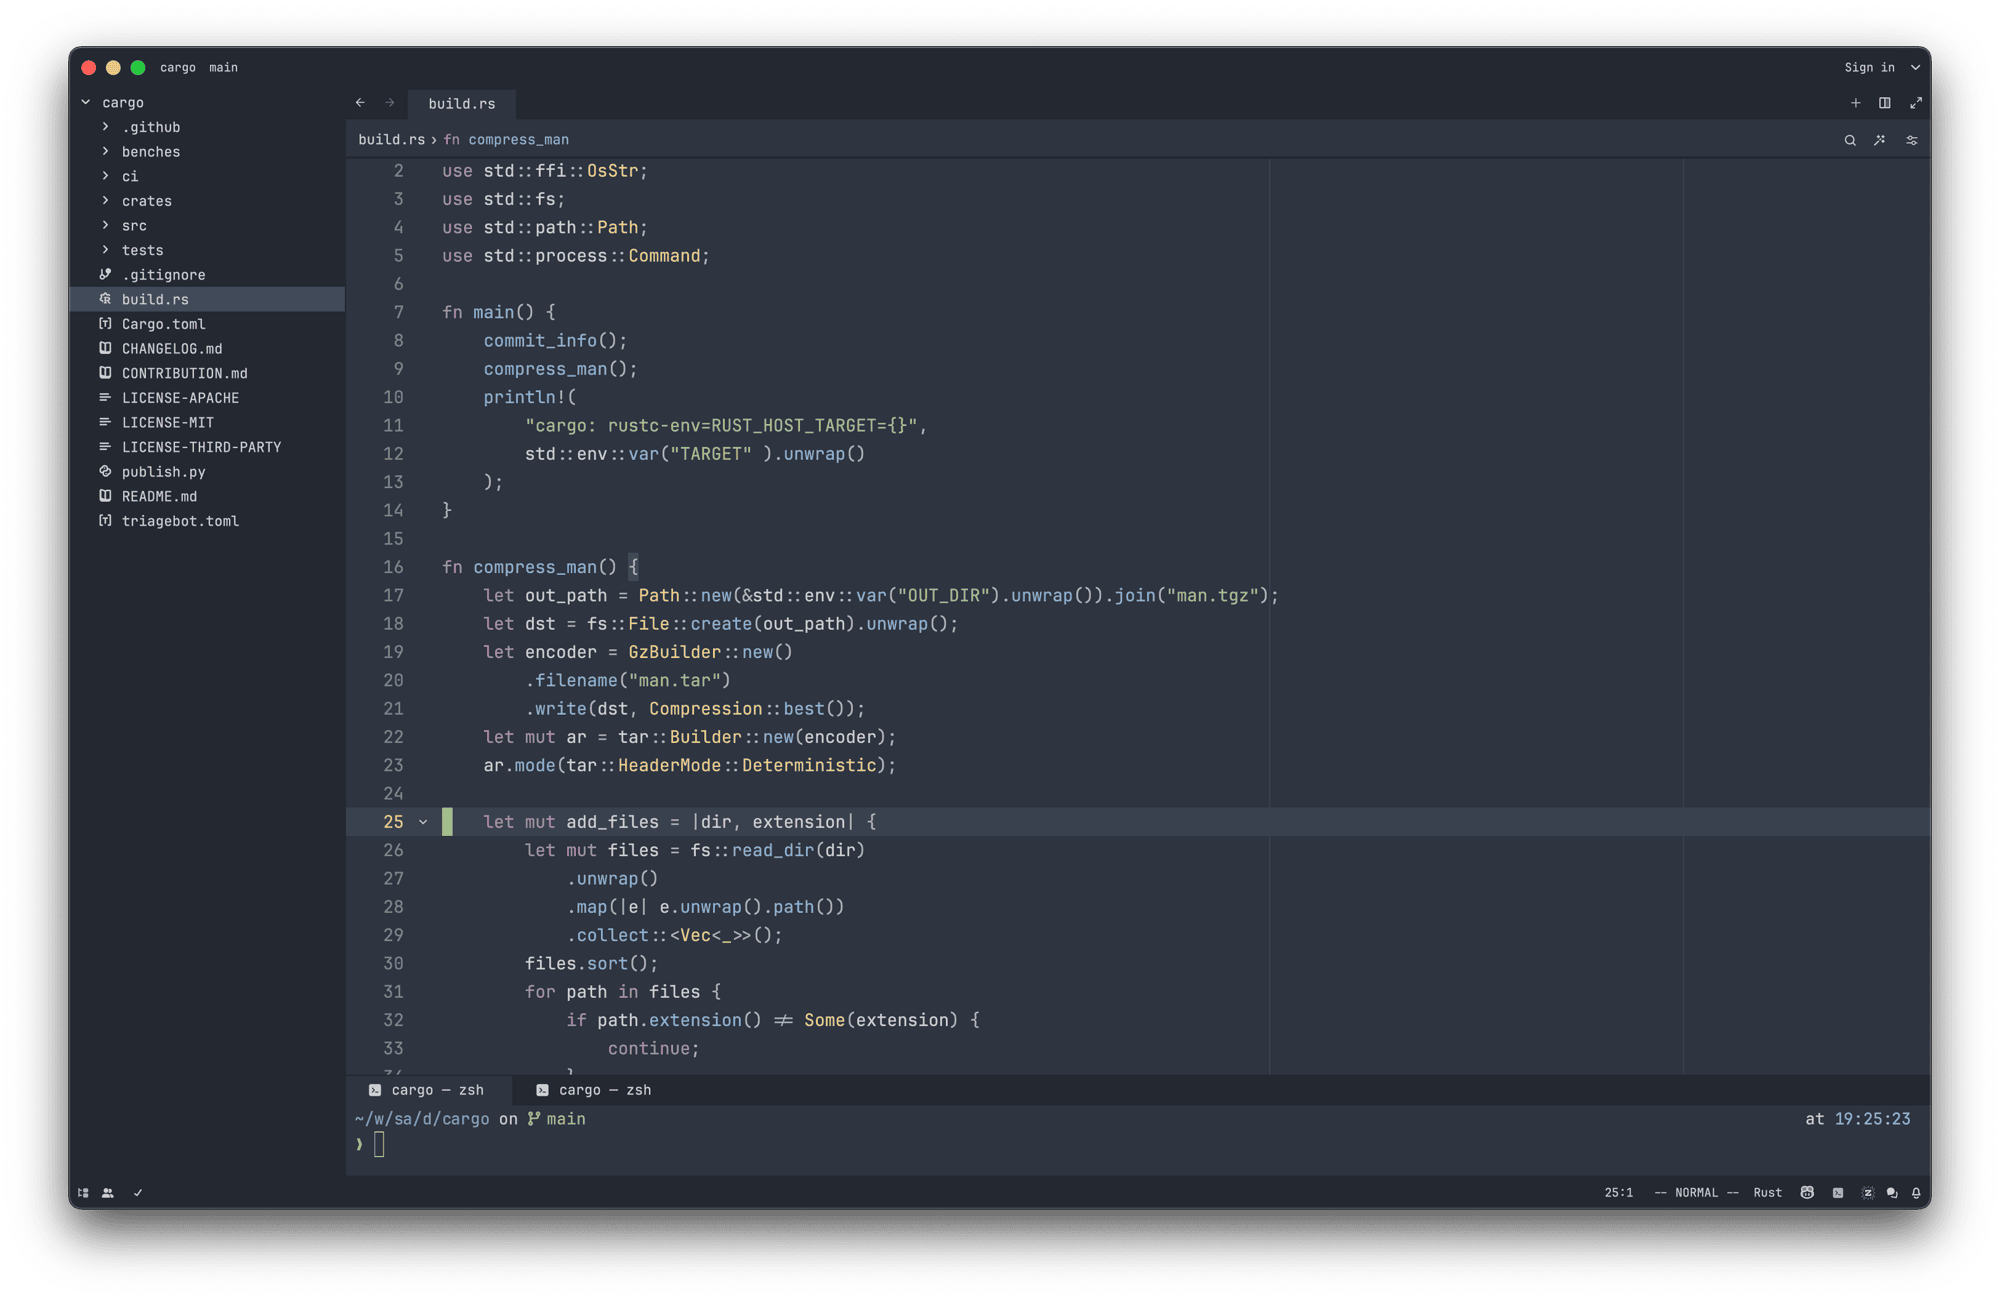 cargo main
Sign in
cargo
.github
benches
ci
crates
src
tests
.gitignore
build.rs
Cargo.toml
CHANGELOG.md
CONTRIBUTION.md
LICENSE-APACHE
LICENSE-MIT
LICENSE-THIRD-PARTY
publish.py
README.md
triagebot.toml
build.rs
build.rs › fn compress_man
2 use std::ffi::OsStr;
3 use std::fs;
4 use std::path::Path;
5 use std::process::Command;
6
7 fn main() {
8     commit_info();
9     compress_man();
10     println!(
11         "cargo: rustc-env=RUST_HOST_TARGET={}",
12         std::env::var("TARGET" ).unwrap()
13     );
14 }
15
16 fn compress_man() {
17     let out_path = Path::new(&std::env::var("OUT_DIR").unwrap()).join("man.tgz");
18     let dst = fs::File::create(out_path).unwrap();
19     let encoder = GzBuilder::new()
20         .filename("man.tar")
21         .write(dst, Compression::best());
22     let mut ar = tar::Builder::new(encoder);
23     ar.mode(tar::HeaderMode::Deterministic);
24
25     let mut add_files = |dir, extension| {
26         let mut files = fs::read_dir(dir)
27             .unwrap()
28             .map(|e| e.unwrap().path())
29             .collect::<Vec<_>>();
30         files.sort();
31         for path in files {
32             if path.extension() != Some(extension) {
33                 continue;
34             }
cargo — zsh
cargo — zsh
~/w/sa/d/cargo on main
at 19:25:23
❯
25:1 -- NORMAL -- Rust